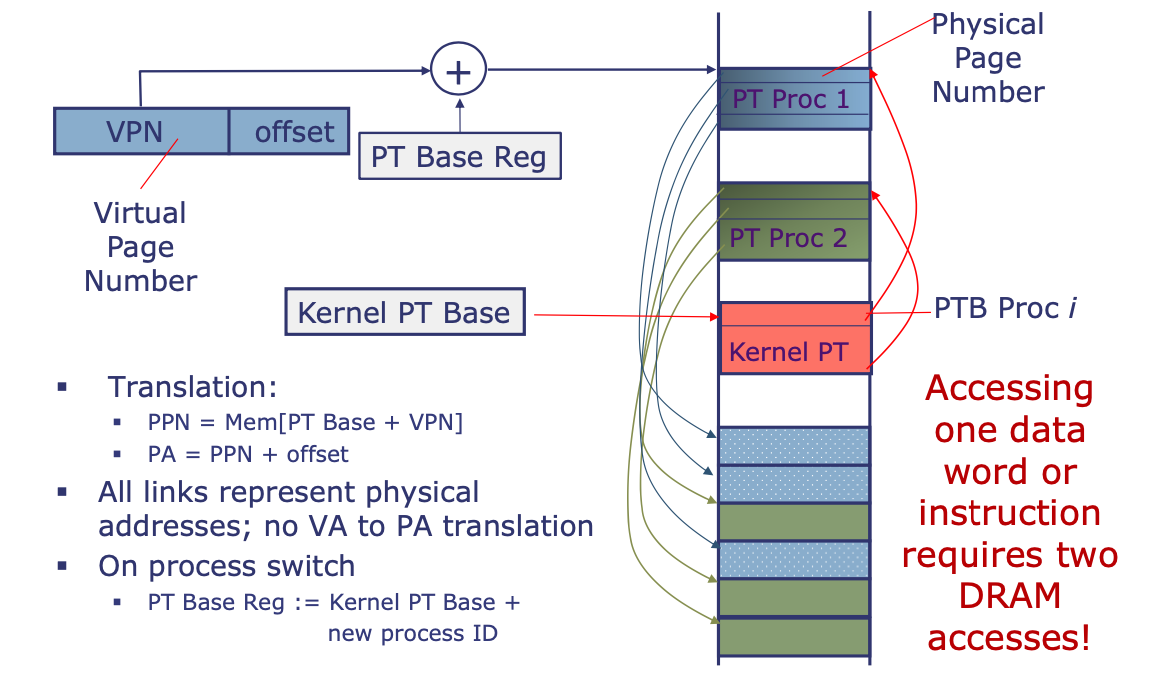 Physical
Page
Number
PT Proc 1
+
VPN
offset
PT Base Reg
Virtual
Page
Number
PT Proc 2
Kernel PT Base
PTB Proc i
Kernel PT
▪ Translation:
▪ PPN = Mem[PT Base + VPN]
▪ PA = PPN + offset
▪ All links represent physical
addresses; no VA to PA translation
▪ On process switch
▪ PT Base Reg := Kernel PT Base +
new process ID
Accessing
one data
word or
instruction
requires two
DRAM
accesses!